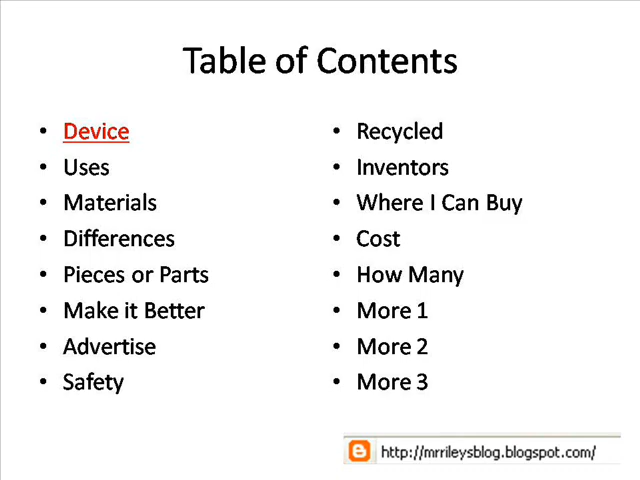 Table of Contents
• Device
• Uses
• Materials
• Differences
• Pieces or Parts
• Make it Better
• Advertise
• Safety
• Recycled
• Inventors
• Where I Can Buy
• Cost
• How Many
• More 1
• More 2
• More 3
http://mrrileysblog.blogspot.com/